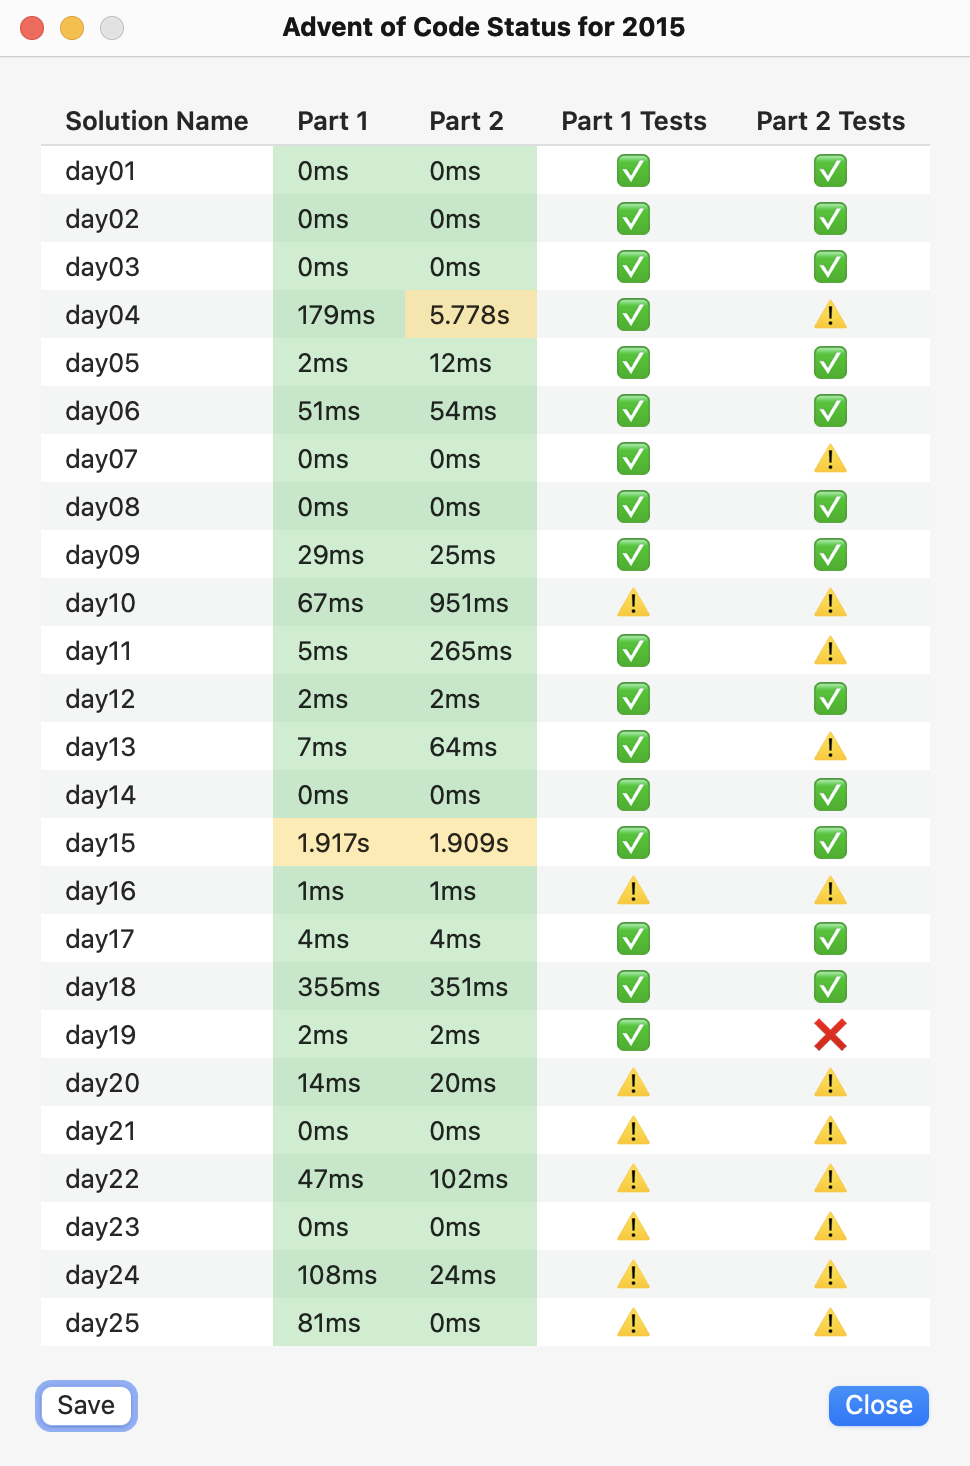 Advent of Code Status for 2015
Solution Name Part 1 Part 2 Part 1 Tests Part 2 Tests
day01 0ms 0ms ✅ ✅
day02 0ms 0ms ✅ ✅
day03 0ms 0ms ✅ ✅
day04 179ms 5.778s ✅ ⚠️
day05 2ms 12ms ✅ ✅
day06 51ms 54ms ✅ ✅
day07 0ms 0ms ✅ ⚠️
day08 0ms 0ms ✅ ✅
day09 29ms 25ms ✅ ✅
day10 67ms 951ms ⚠️ ⚠️
day11 5ms 265ms ✅ ⚠️
day12 2ms 2ms ✅ ✅
day13 7ms 64ms ✅ ⚠️
day14 0ms 0ms ✅ ✅
day15 1.917s 1.909s ✅ ✅
day16 1ms 1ms ⚠️ ⚠️
day17 4ms 4ms ✅ ✅
day18 355ms 351ms ✅ ✅
day19 2ms 2ms ✅ ❌
day20 14ms 20ms ⚠️ ⚠️
day21 0ms 0ms ⚠️ ⚠️
day22 47ms 102ms ⚠️ ⚠️
day23 0ms 0ms ⚠️ ⚠️
day24 108ms 24ms ⚠️ ⚠️
day25 81ms 0ms ⚠️ ⚠️
Save Close